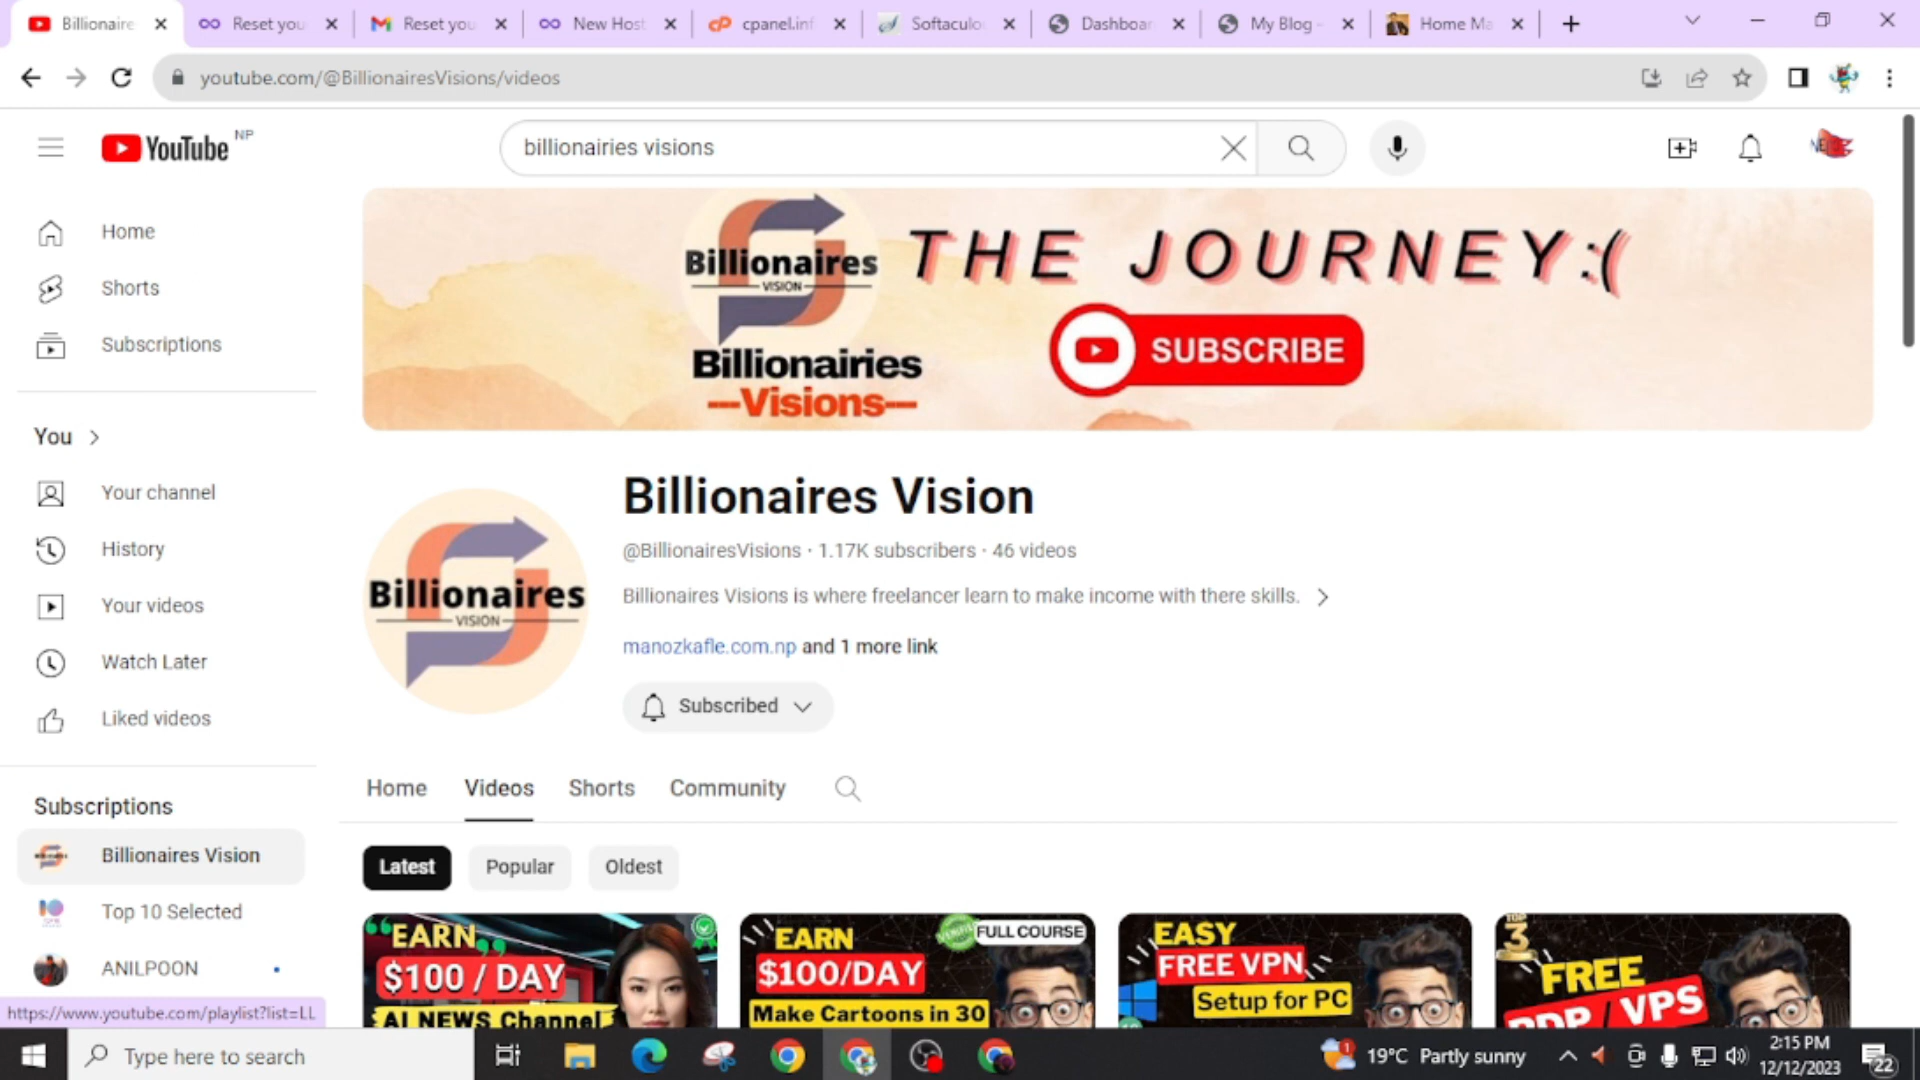 Billionaire
Reset you
Reset you
New Host
cpanel.inf
Softaculo
Dashboar
My Blog -
Home Ma
youtube.com/@BillionairesVisions/videos
YouTube NP
billionairies visions
Home
Shorts
Subscriptions
You
Your channel
History
Your videos
Watch Later
Liked videos
Subscriptions
Billionaires Vision
Top 10 Selected
ANILPOON
https://www.youtube.com/playlist?list=LL
Billionaires
VISION
Billionairies
---Visions---
THE JOURNEY:(
SUBSCRIBE
Billionaires
VISION
Billionaires Vision
@BillionairesVisions · 1.17K subscribers · 46 videos
Billionaires Visions is where freelancer learn to make income with there skills.
manozkafle.com.np and 1 more link
Subscribed
Home Videos Shorts Community
Latest Popular Oldest
EARN
$100 / DAY
AI NEWS Channel
FULL COURSE
EARN
$100/DAY
Make Cartoons in 30
EASY
FREE VPN
Setup for PC
TOP
3
FREE
RDP / VPS
Type here to search
1
19°C Partly sunny
2:15 PM
12/12/2023
22